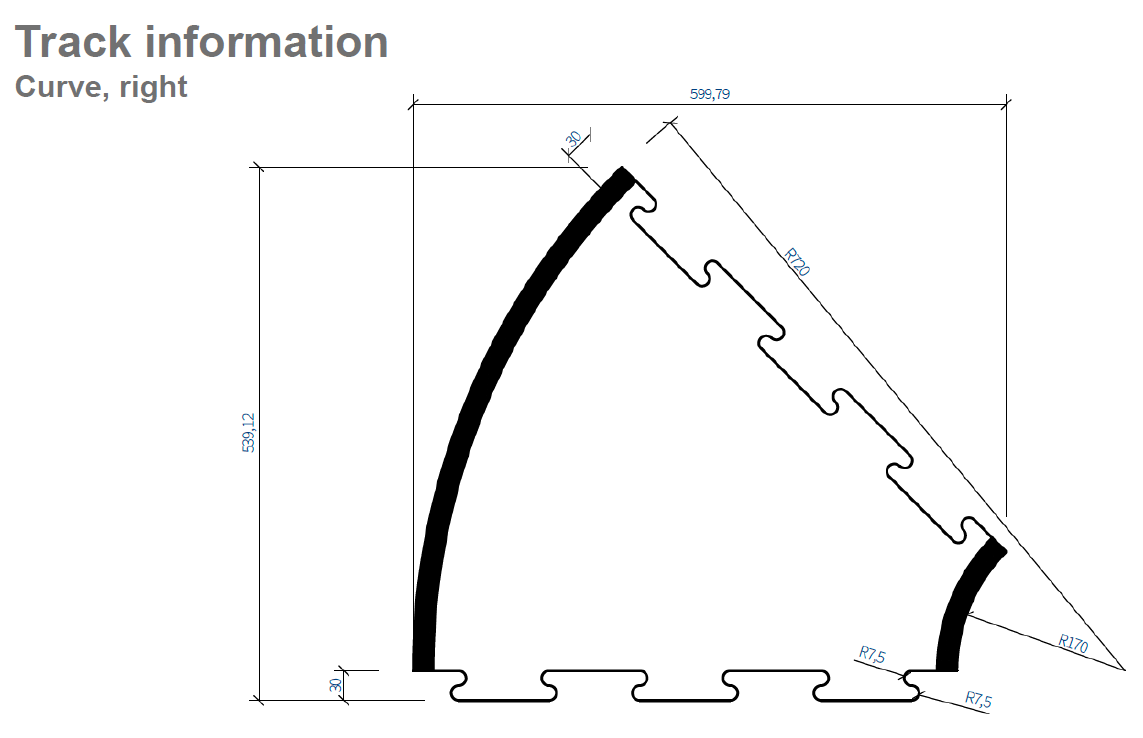 Track information
Curve, right
599,79
30
R720
539,12
R170
R7,5
30
R7,5